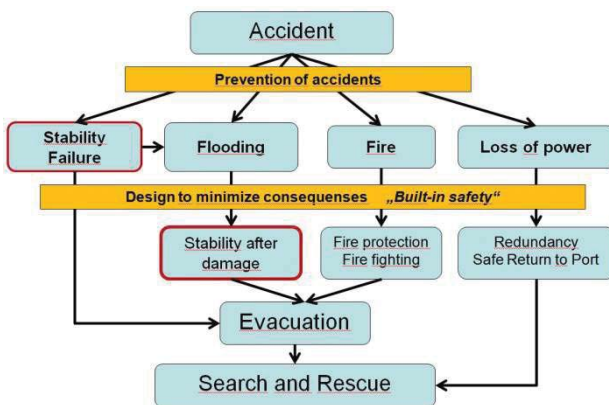 Accident
Prevention of accidents
Stability
Failure
Flooding
Fire
Loss of power
Design to minimize consequenses „Built-in safety“
Stability after
damage
Fire protection
Fire fighting
Redundancy
Safe Return to Port
Evacuation
Search and Rescue